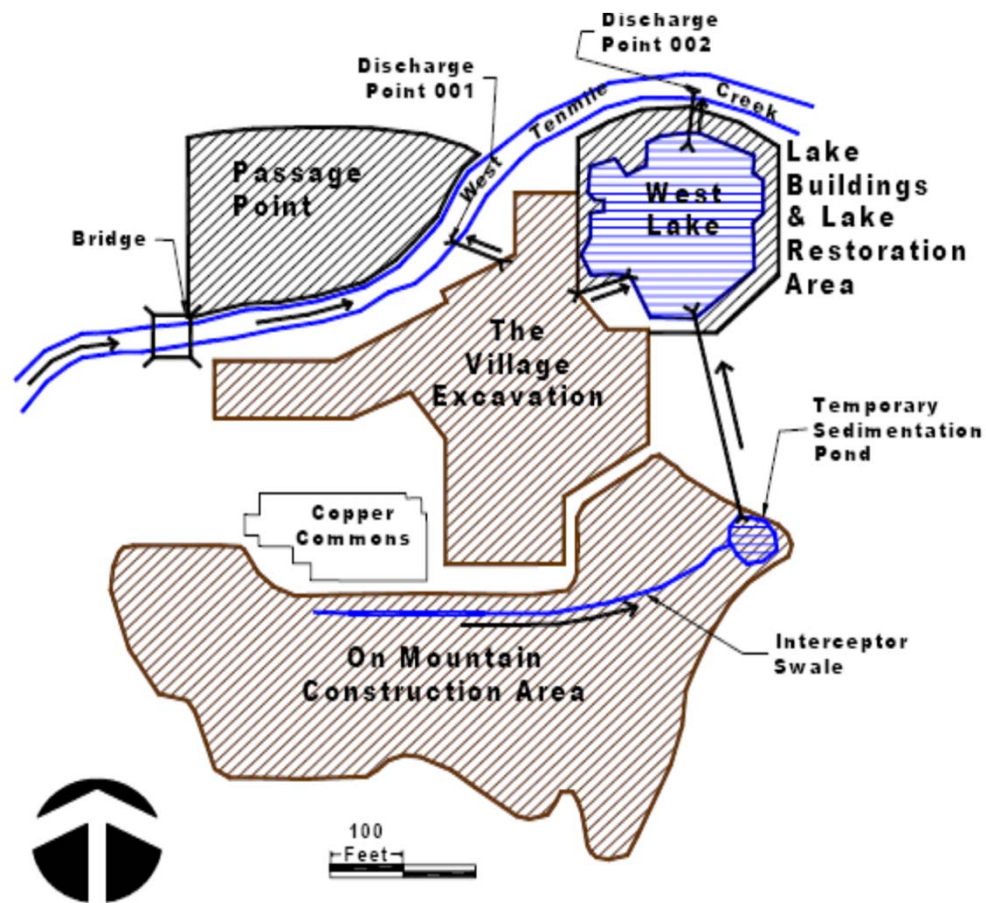 Discharge
Point 002
Discharge
Point 001
West Tenmile Creek
Passage
Point
West
Lake
Lake
Buildings
& Lake
Restoration
Area
Bridge
The
Village
Excavation
Temporary
Sedimentation
Pond
Copper
Commons
Interceptor
Swale
On Mountain
Construction Area
100
Feet